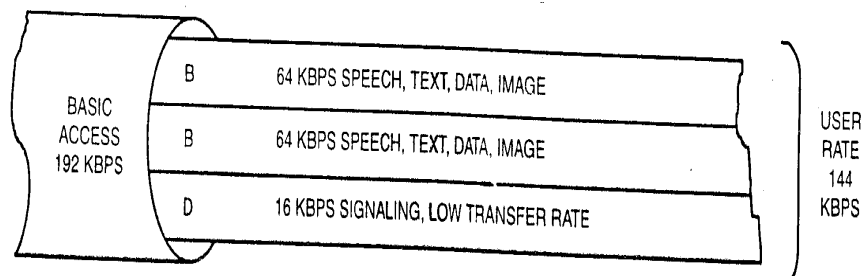 BASIC
ACCESS
192 KBPS
B 64 KBPS SPEECH, TEXT, DATA, IMAGE
B 64 KBPS SPEECH, TEXT, DATA, IMAGE
D 16 KBPS SIGNALING, LOW TRANSFER RATE
USER
RATE
144
KBPS